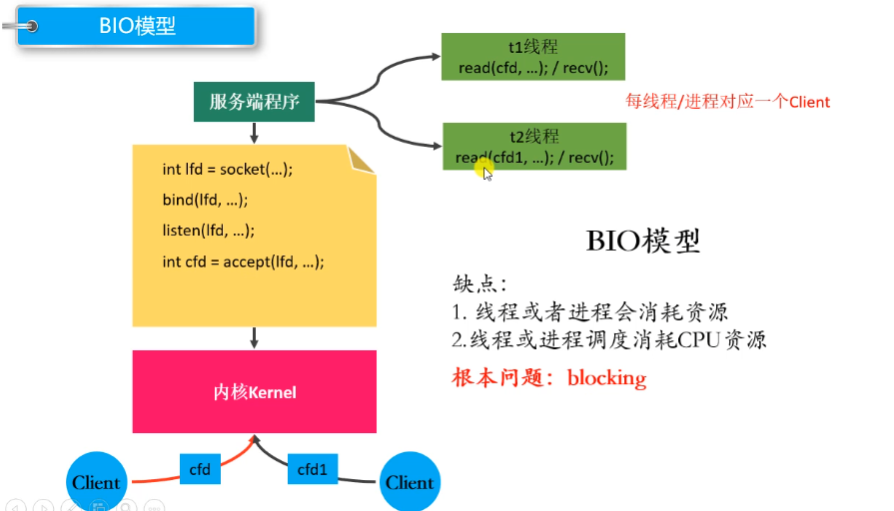 BIO模型
t1线程
read(cfd, ...); / recv();
服务端程序
每线程/进程对应一个Client
t2线程
read(cfd1, ...); / recv();
int lfd = socket(...);
bind(lfd, ...);
listen(lfd, ...);
int cfd = accept(lfd, ...);
BIO模型
缺点：
1. 线程或者进程会消耗资源
2.线程或进程调度消耗CPU资源
根本问题：blocking
内核Kernel
cfd
cfd1
Client
Client